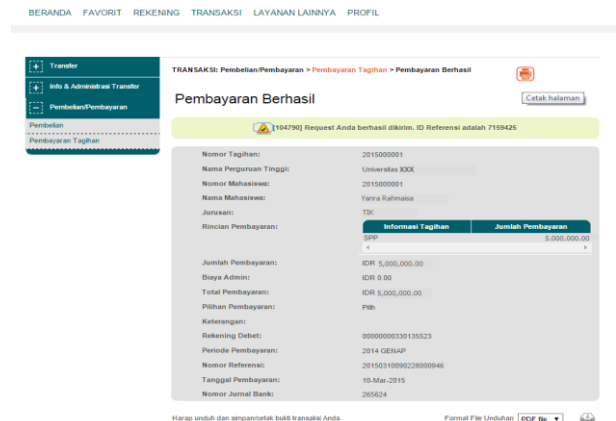 BERANDA FAVORIT REKENING TRANSAKSI LAYANAN LAINNYA PROFIL
Transfer
Info & Administrasi Transfer
Pembelian/Pembayaran
Pembelian
Pembayaran Tagihan
TRANSAKSI: Pembelian/Pembayaran > Pembayaran Tagihan > Pembayaran Berhasil
Pembayaran Berhasil
Cetak halaman
[104790] Request Anda berhasil dikirim. ID Referensi adalah 7159425
Nomor Tagihan: 2015000001
Nama Perguruan Tinggi: Universitas XXX
Nomor Mahasiswa: 2015000001
Nama Mahasiswa: Yanra Rahmaisa
Jurusan: TIK
Rincian Pembayaran: Informasi Tagihan Jumlah Pembayaran
SPP 5.000.000.00
Jumlah Pembayaran: IDR 5,000,000.00
Biaya Admin: IDR 0.00
Total Pembayaran: IDR 5,000,000.00
Pilihan Pembayaran: Pilih
Keterangan:
Rekening Debet: 00000000330135523
Periode Pembayaran: 2014 GENAP
Nomor Referensi: 20150310090228000946
Tanggal Pembayaran: 10-Mar-2015
Nomor Jurnal Bank: 265624
Harap unduh dan simpan/cetak bukti transaksi Anda. Format File Unduhan PDF file